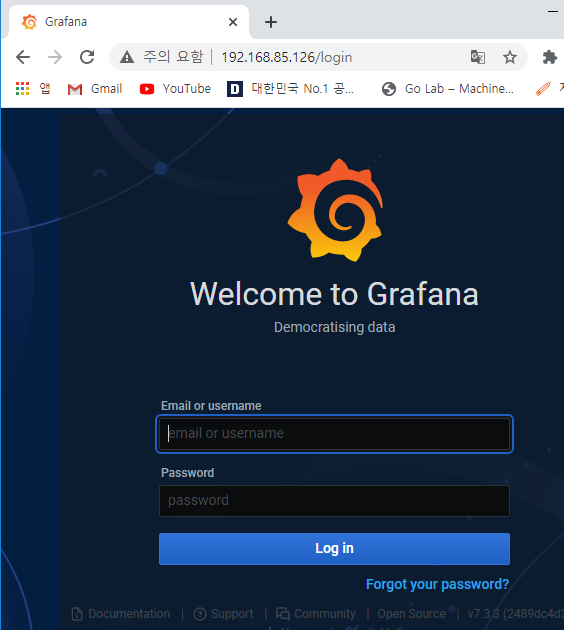 Grafana
주의 요함 | 192.168.85.126/login
앱 Gmail YouTube 대한민국 No.1 공... Go Lab – Machine...
Welcome to Grafana
Democratising data
Email or username
email or username
Password
password
Log in
Forgot your password?
Documentation | Support | Community | Open Source | v7.3.3 (2489dc4d3